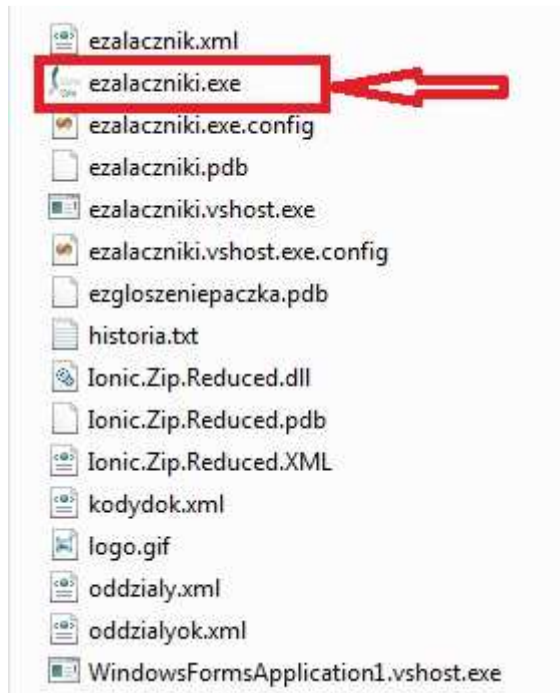 ezalacznik.xml
ezalaczniki.exe
ezalaczniki.exe.config
ezalaczniki.pdb
ezalaczniki.vshost.exe
ezalaczniki.vshost.exe.config
ezgloszeniepaczka.pdb
historia.txt
Ionic.Zip.Reduced.dll
Ionic.Zip.Reduced.pdb
Ionic.Zip.Reduced.XML
kodydok.xml
logo.gif
oddzialy.xml
oddzialyok.xml
WindowsFormsApplication1.vshost.exe